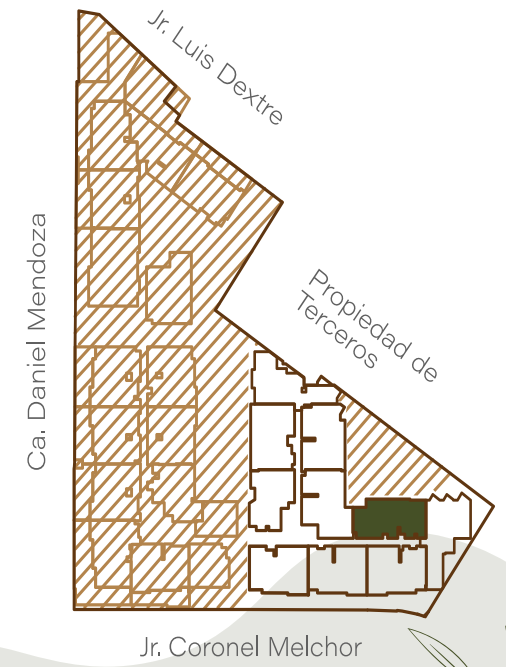 Jr. Luis Dextre
Ca. Daniel Mendoza
Propiedad de
Terceros
Jr. Coronel Melchor